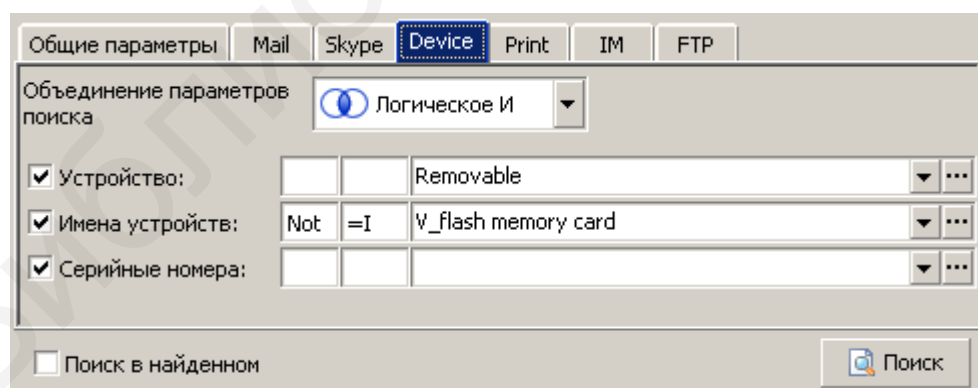 Общие параметры Mail Skype Device Print IM FTP
Объединение параметров
поиска
Логическое И
Устройство: Removable
Имена устройств: Not =I V_flash memory card
Серийные номера:
Поиск в найденном Поиск